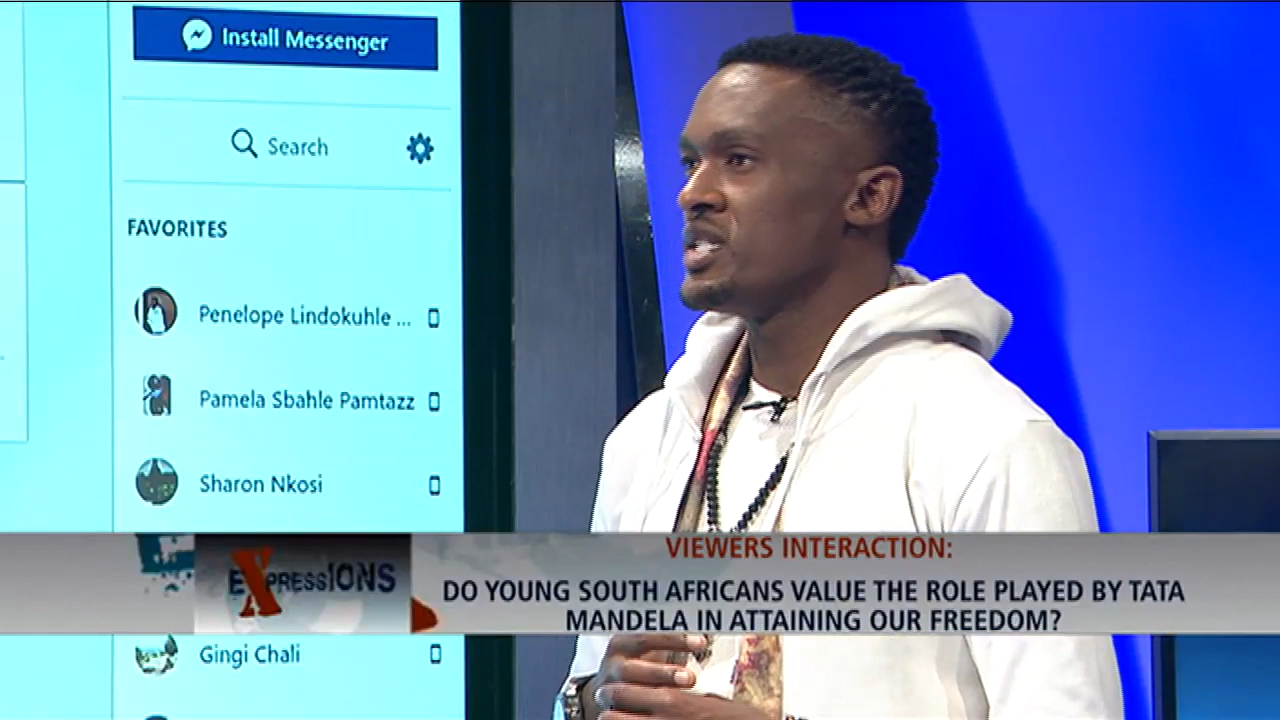 Install Messenger
Search
FAVORITES
Penelope Lindokuhle ...
Pamela Sbahle Pamtazz
Sharon Nkosi
EXPRESSIONS
VIEWERS INTERACTION:
DO YOUNG SOUTH AFRICANS VALUE THE ROLE PLAYED BY TATA
MANDELA IN ATTAINING OUR FREEDOM?
Gingi Chali